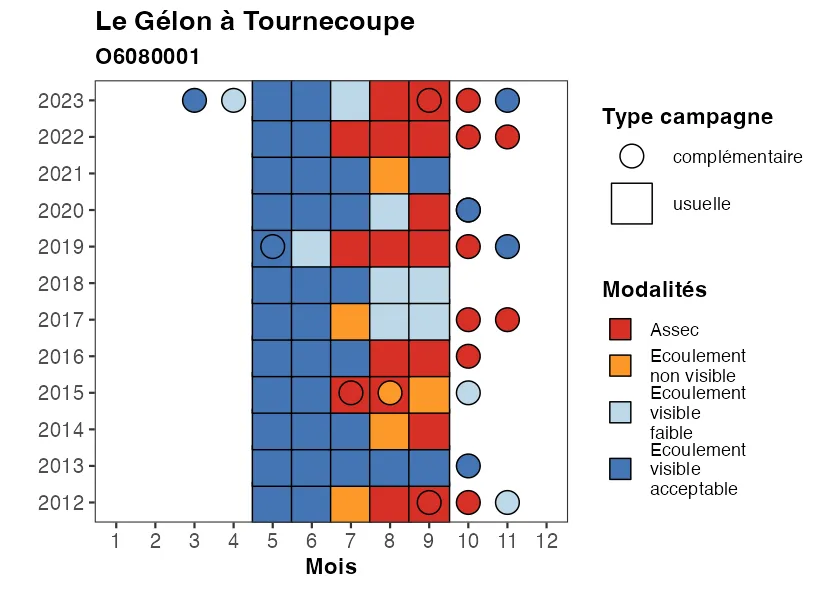 Le Gélon à Tournecoupe
O6080001
2023
2022
2021
2020
2019
2018
2017
2016
2015
2014
2013
2012
1 2 3 4 5 6 7 8 9 10 11 12
Mois
Type campagne
complémentaire
usuelle
Modalités
Assec
Ecoulement
non visible
Ecoulement
visible
faible
Ecoulement
visible
acceptable